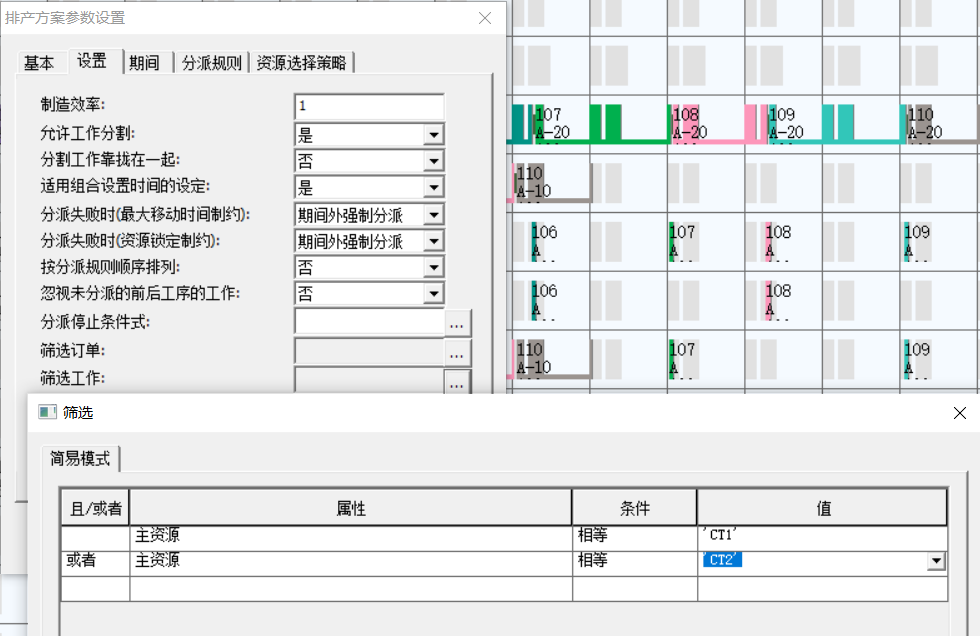 排产方案参数设置
基本 设置 期间 分派规则 资源选择策略
制造效率: 1
允许工作分割: 是
分割工作靠拢在一起: 否
适用组合设置时间的设定: 是
分派失败时(最大移动时间制约): 期间外强制分派
分派失败时(资源锁定制约): 期间外强制分派
按分派规则顺序排列: 否
忽视未分派的前后工序的工作: 否
分派停止条件式: ...
筛选订单: ...
筛选工作: ...
107 108 109 110
A-20 A-20 A-20 A-20
110
A-10
106 107 108 109
A.. A.. A.. A..
106 108
A.. A..
110 107 109
A-10 A.. A..
筛选
简易模式
且/或者 属性 条件 值
主资源 相等 'CT1'
或者 主资源 相等 'CT2'